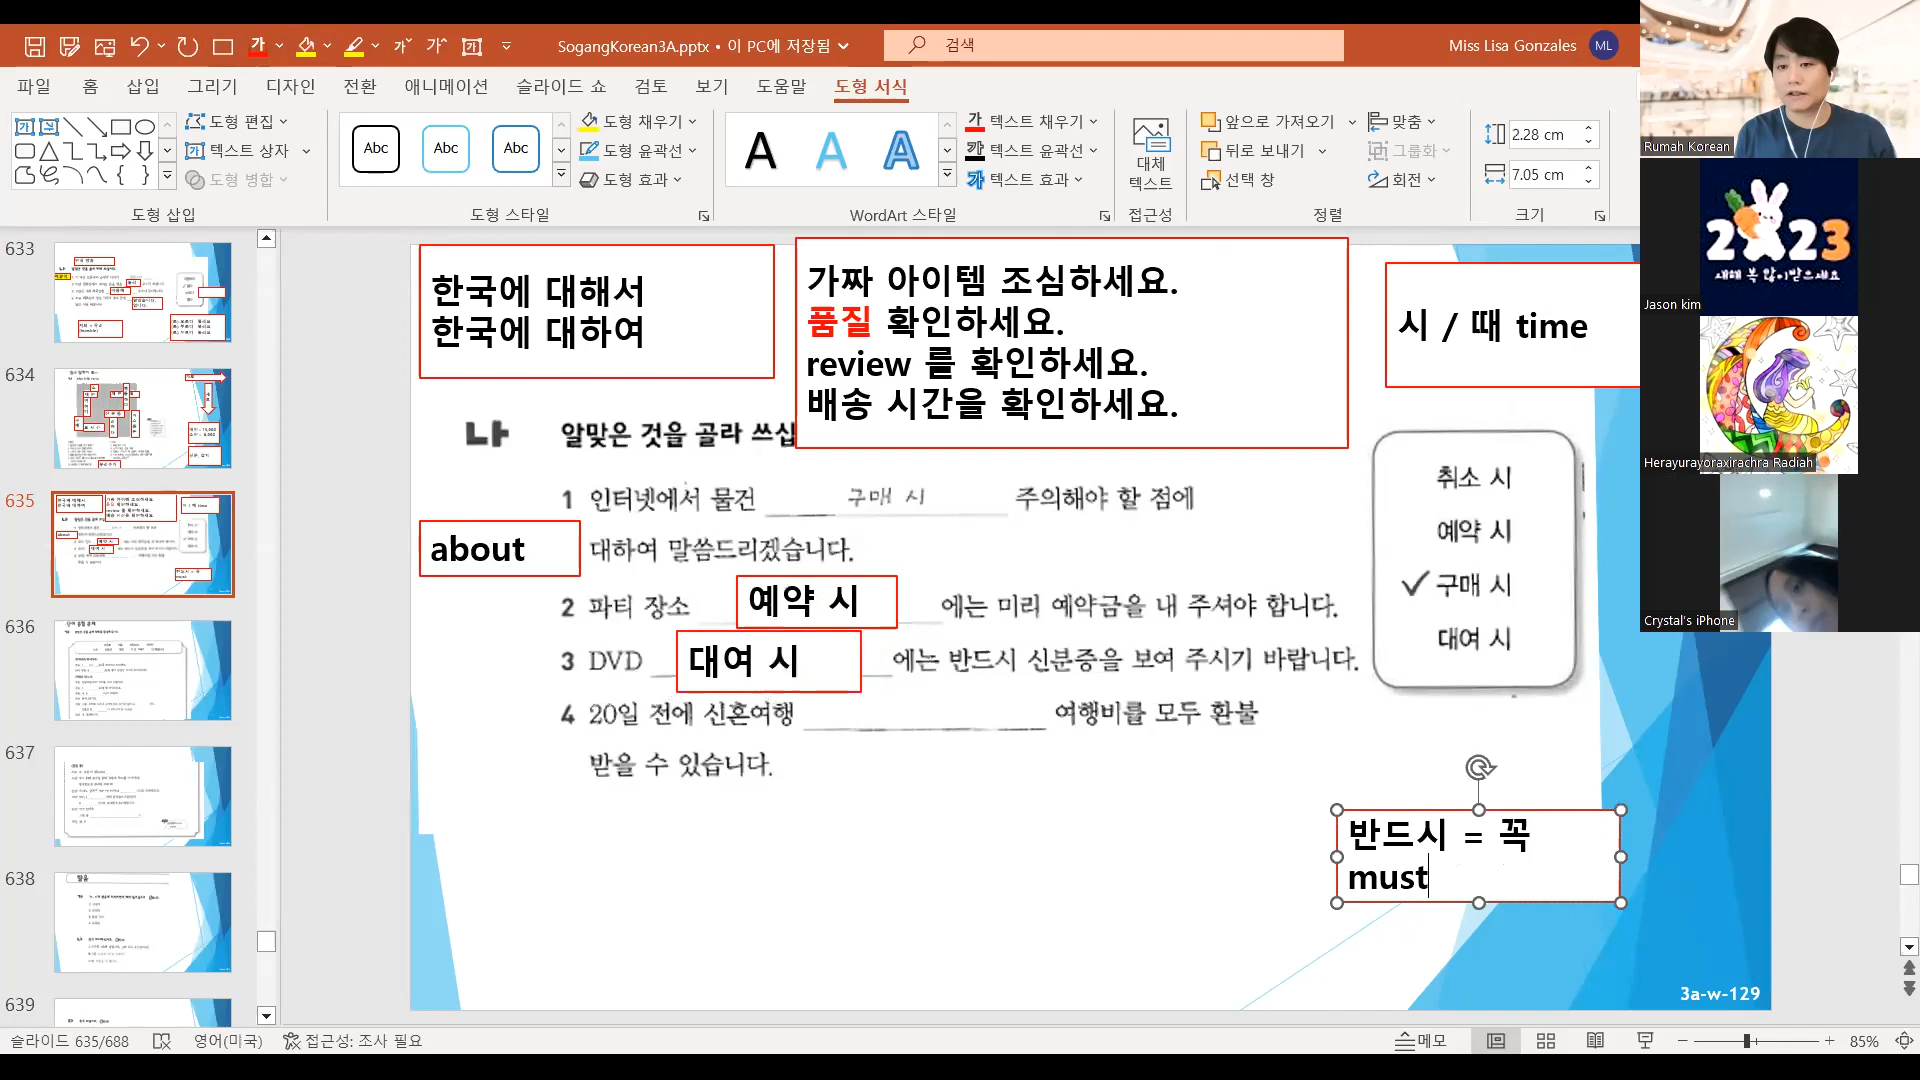 SogangKorean3A.pptx • 이 PC에 저장됨
검색
Miss Lisa Gonzales
ML
파일 홈 삽입 그리기 디자인 전환 애니메이션 슬라이드 쇼 검토 보기 도움말 도형 서식
도형 편집
텍스트 상자
도형 병합
도형 삽입
Abc Abc Abc
도형 채우기
도형 윤곽선
도형 효과
도형 스타일
A A A
텍스트 채우기
텍스트 윤곽선
텍스트 효과
WordArt 스타일
대체
텍스트
접근성
앞으로 가져오기
뒤로 보내기
선택 창
맞춤
그룹화
회전
정렬
2.28 cm
7.05 cm
크기
Rumah Korean
2023
새해 복 많이받으세요
Jason kim
Herayurayoraxirachra Radiah
Crystal's iPhone
633
634
635
636
637
638
639
한국에 대해서
한국에 대하여
가짜 아이템 조심하세요.
품질 확인하세요.
review 를 확인하세요.
배송 시간을 확인하세요.
시 / 때 time
나 알맞은 것을 골라 쓰십
1 인터넷에서 물건 구매 시 주의해야 할 점에
about
대하여 말씀드리겠습니다.
2 파티 장소 예약 시 에는 미리 예약금을 내 주셔야 합니다.
3 DVD 대여 시 에는 반드시 신분증을 보여 주시기 바랍니다.
4 20일 전에 신혼여행 여행비를 모두 환불
받을 수 있습니다.
취소 시
예약 시
✓ 구매 시
대여 시
반드시 = 꼭
must
3a-w-129
슬라이드 635/688
영어(미국)
접근성: 조사 필요
메모
85%